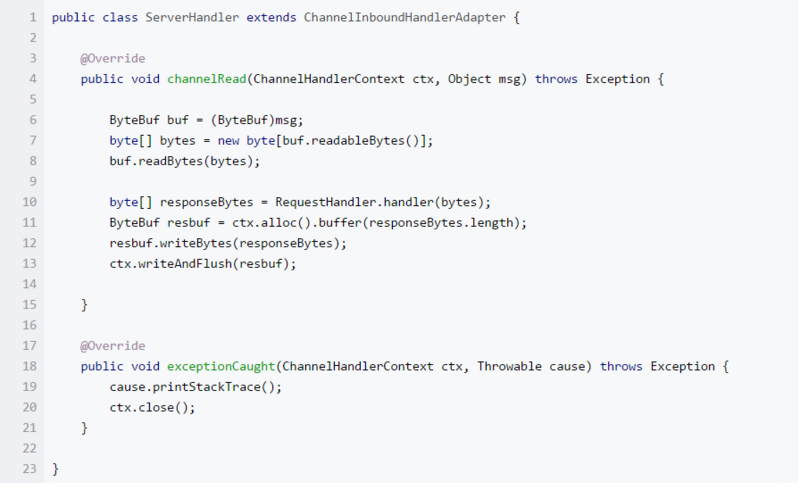 1 public class ServerHandler extends ChannelInboundHandlerAdapter {
2
3 @Override
4 public void channelRead(ChannelHandlerContext ctx, Object msg) throws Exception {
5
6 ByteBuf buf = (ByteBuf)msg;
7 byte[] bytes = new byte[buf.readableBytes()];
8 buf.readBytes(bytes);
9
10 byte[] responseBytes = RequestHandler.handler(bytes);
11 ByteBuf resbuf = ctx.alloc().buffer(responseBytes.length);
12 resbuf.writeBytes(responseBytes);
13 ctx.writeAndFlush(resbuf);
14
15 }
16
17 @Override
18 public void exceptionCaught(ChannelHandlerContext ctx, Throwable cause) throws Exception {
19 cause.printStackTrace();
20 ctx.close();
21 }
22
23 }